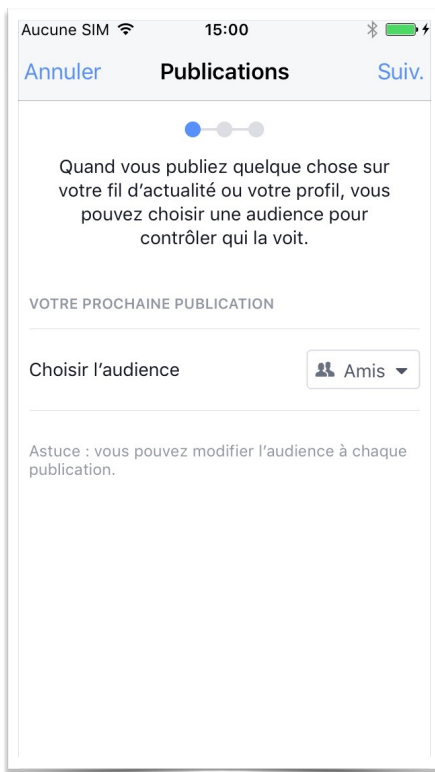 Aucune SIM 15:00
Annuler Publications Suiv.
Quand vous publiez quelque chose sur
votre fil d'actualité ou votre profil, vous
pouvez choisir une audience pour
contrôler qui la voit.
VOTRE PROCHAINE PUBLICATION
Choisir l'audience Amis
Astuce : vous pouvez modifier l'audience à chaque
publication.